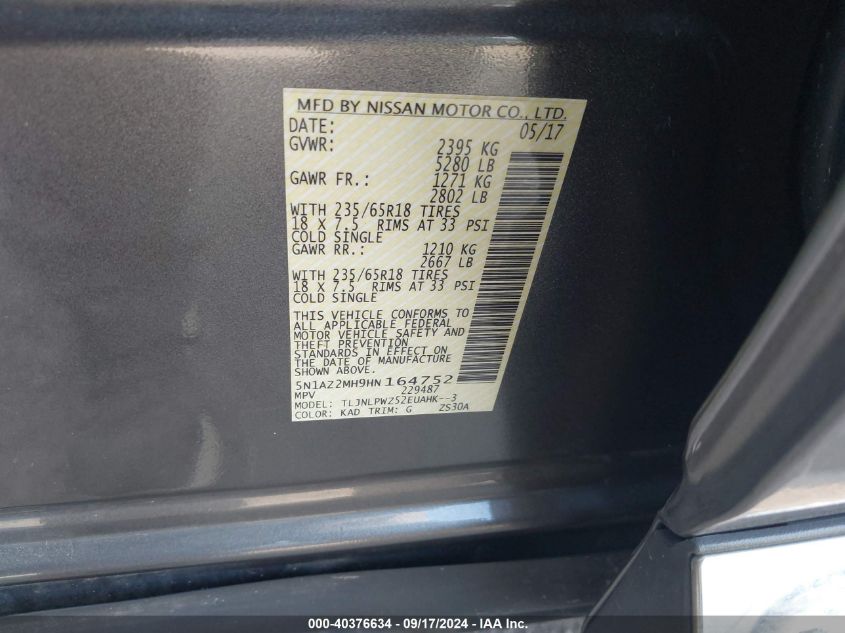 MFD BY NISSAN MOTOR CO., LTD.
DATE: 05/17
GVWR: 2395 KG
5280 LB
GAWR FR.: 1271 KG
2802 LB
WITH 235/65R18 TIRES
18 X 7.5 RIMS AT 33 PSI
COLD SINGLE
GAWR RR.: 1210 KG
2667 LB
WITH 235/65R18 TIRES
18 X 7.5 RIMS AT 33 PSI
COLD SINGLE
THIS VEHICLE CONFORMS TO
ALL APPLICABLE FEDERAL
MOTOR VEHICLE SAFETY AND
THEFT PREVENTION
STANDARDS IN EFFECT ON
THE DATE OF MANUFACTURE
SHOWN ABOVE.
5N1AZ2MH9HN164752
MPV 229487
MODEL: TLJNLPWZ52EUAHK--3
COLOR: KAD TRIM: G ZS30A
000-40376634 - 09/17/2024 - IAA Inc.